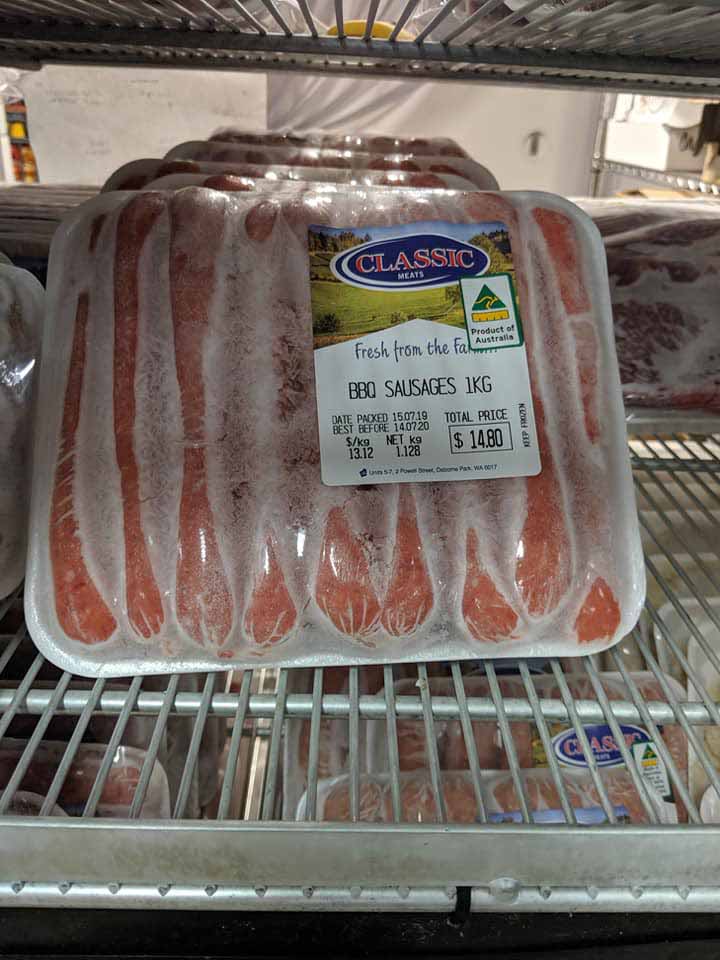 CLASSIC
MEATS
Product of
Australia
Fresh from the Farm...
BBQ SAUSAGES 1KG
DATE PACKED 15.07.19
BEST BEFORE 14.07.20
$/kg NET kg
13.12 1.128
TOTAL PRICE
$ 14.80
KEEP FROZEN
Units 5-7, 2 Powell Street, Osborne Park, WA 6017
CLASSIC
MEATS